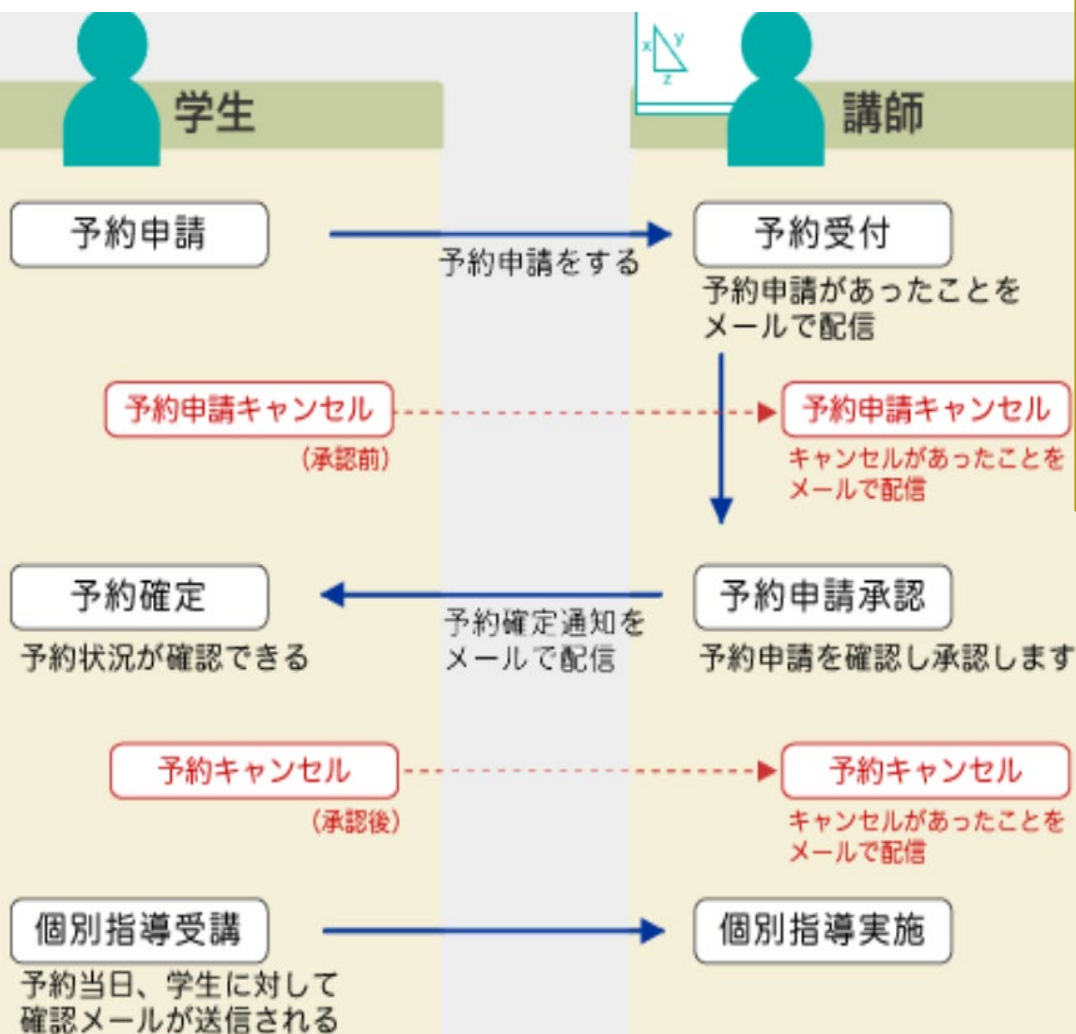 学生
x
y
z
講師
予約申請
予約申請をする
予約受付
予約申請があったことを
メールで配信
予約申請キャンセル
(承認前)
予約申請キャンセル
キャンセルがあったことを
メールで配信
予約確定
予約状況が確認できる
予約確定通知を
メールで配信
予約申請承認
予約申請を確認し承認します
予約キャンセル
(承認後)
予約キャンセル
キャンセルがあったことを
メールで配信
個別指導受講
予約当日、学生に対して
確認メールが送信される
個別指導実施